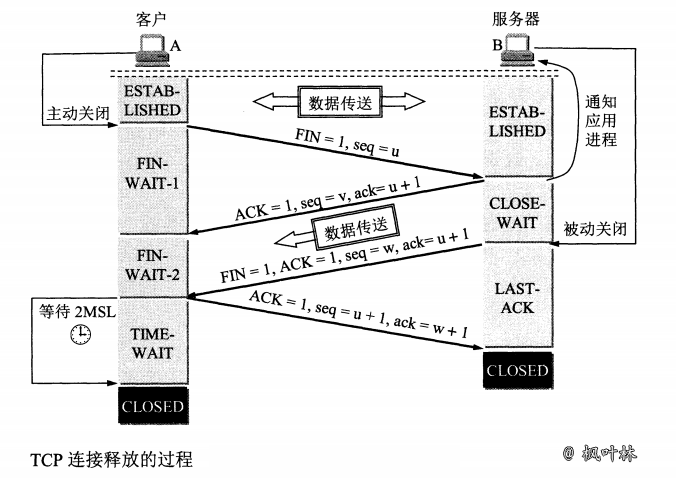 客户
服务器
A
B
ESTAB-
LISHED
数据传送
ESTAB-
LISHED
通知
应用
进程
主动关闭
FIN = 1, seq = u
FIN-
WAIT-1
ACK = 1, seq = v, ack= u + 1
CLOSE-
WAIT
数据传送
被动关闭
FIN-
WAIT-2
FIN = 1, ACK = 1, seq = w, ack= u + 1
LAST-
ACK
等待 2MSL
ACK = 1, seq = u + 1, ack = w + 1
TIME-
WAIT
CLOSED
CLOSED
TCP 连接释放的过程
@ 枫叶林